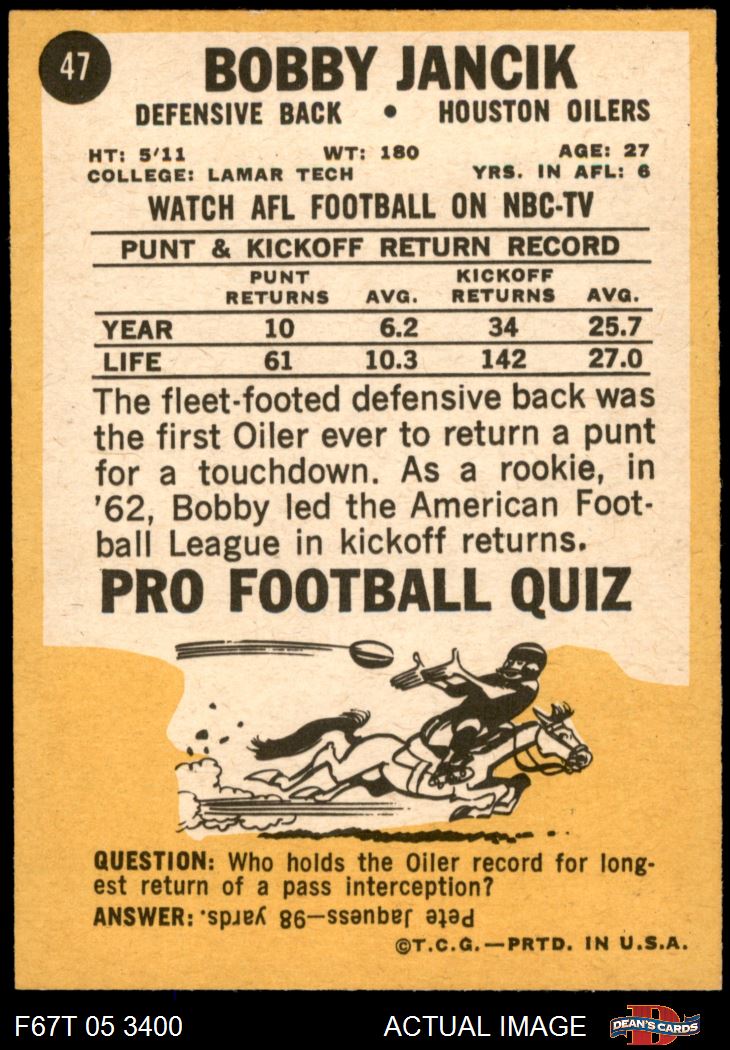 47
BOBBY JANCIK
DEFENSIVE BACK • HOUSTON OILERS
HT: 5'11 WT: 180 AGE: 27
COLLEGE: LAMAR TECH YRS. IN AFL: 6
WATCH AFL FOOTBALL ON NBC-TV
PUNT & KICKOFF RETURN RECORD
PUNT KICKOFF
RETURNS AVG. RETURNS AVG.
YEAR 10 6.2 34 25.7
LIFE 61 10.3 142 27.0
The fleet-footed defensive back was
the first Oiler ever to return a punt
for a touchdown. As a rookie, in
'62, Bobby led the American Foot-
ball League in kickoff returns.
PRO FOOTBALL QUIZ
QUESTION: Who holds the Oiler record for long-
est return of a pass interception?
ANSWER: Pete Jaquess—98 yards.
©T.C.G.—PRTD. IN U.S.A.
F67T 05 3400 ACTUAL IMAGE
D
DEAN'S CARDS